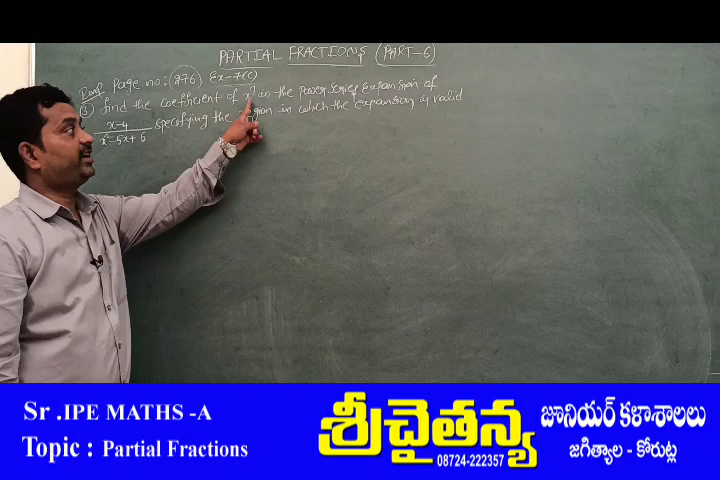 PARTIAL FRACTIONS (PART-6)
Page no: (276) Ex-7(c)
③ Find the coefficient of xⁿ in the power series Expansion of
x-4 / x²-5x+6 specifying the region in which the expansion is valid
Sr .IPE MATHS -A
Topic : Partial Fractions
శ్రీచైతన్య
08724-222357
జూనియర్ కళాశాలలు
జగిత్యాల - కోరుట్ల